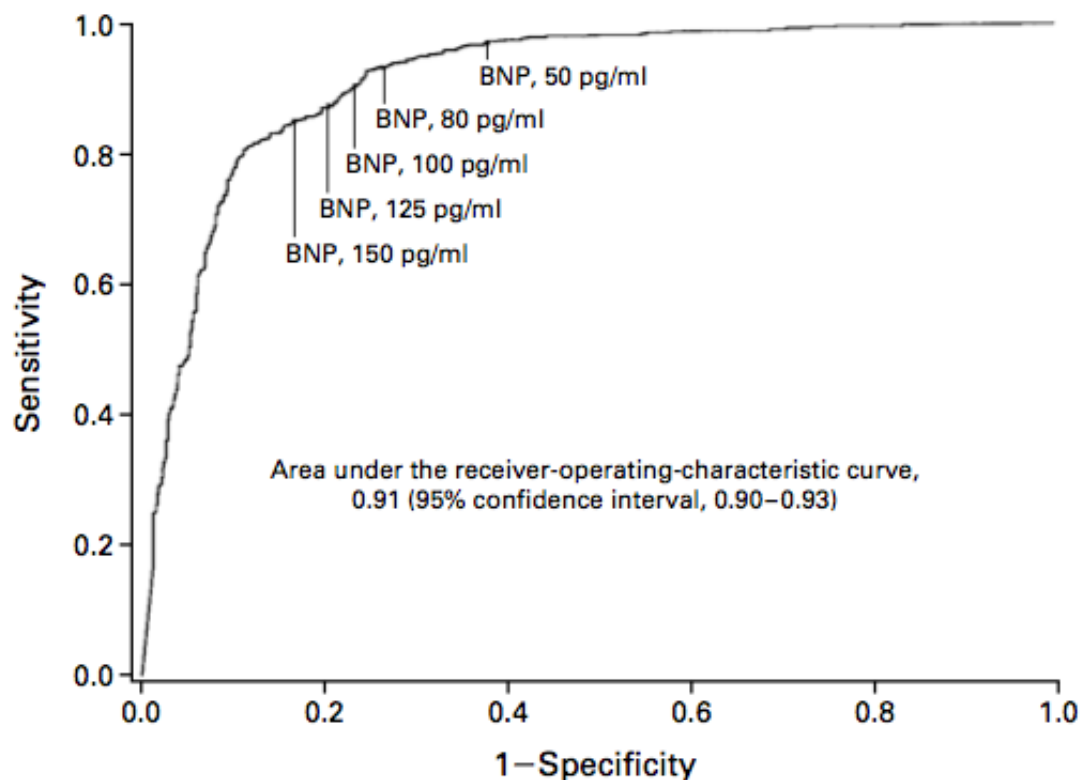 1.0
BNP, 50 pg/ml
BNP, 80 pg/ml
BNP, 100 pg/ml
0.8
BNP, 125 pg/ml
BNP, 150 pg/ml
0.6
Sensitivity
0.4
Area under the receiver-operating-characteristic curve,
0.91 (95% confidence interval, 0.90–0.93)
0.2
0.0
0.0 0.2 0.4 0.6 0.8 1.0
1−Specificity